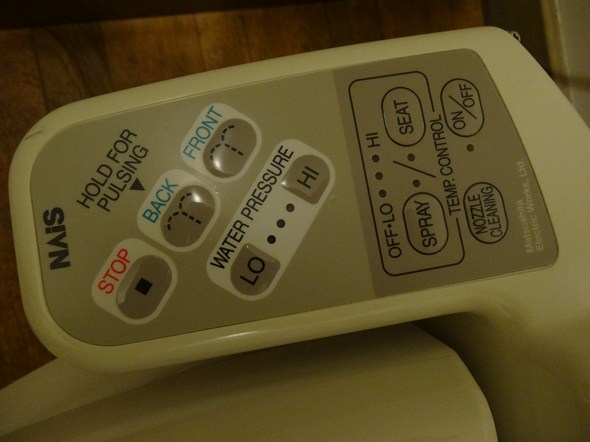 NAIS
HOLD FOR
PULSING
STOP
BACK
FRONT
WATER PRESSURE
LO
HI
OFF•LO
HI
SPRAY
SEAT
TEMP. CONTROL
NOZZLE
CLEANING
ON/OFF
Matsushita
Electric Works, Ltd.